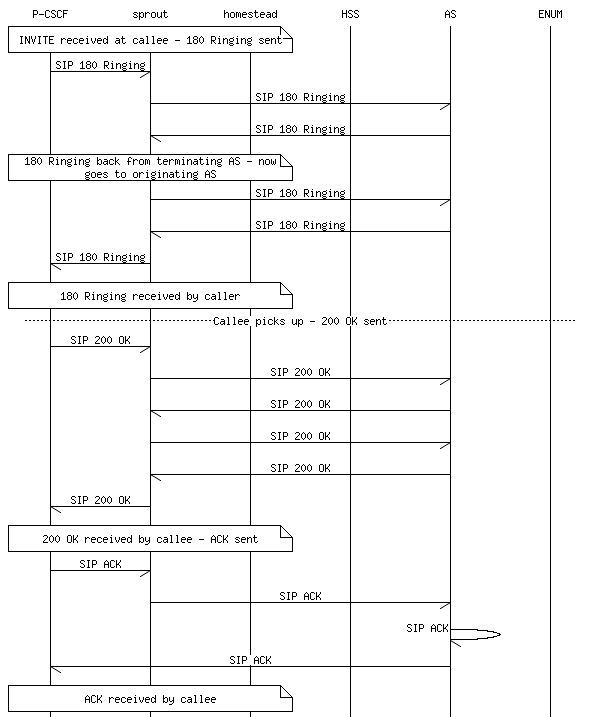 P-CSCF sprout homestead HSS AS ENUM
INVITE received at callee - 180 Ringing sent
SIP 180 Ringing
SIP 180 Ringing
SIP 180 Ringing
180 Ringing back from terminating AS - now
goes to originating AS
SIP 180 Ringing
SIP 180 Ringing
SIP 180 Ringing
180 Ringing received by caller
Callee picks up - 200 OK sent
SIP 200 OK
SIP 200 OK
SIP 200 OK
SIP 200 OK
SIP 200 OK
SIP 200 OK
200 OK received by callee - ACK sent
SIP ACK
SIP ACK
SIP ACK
SIP ACK
ACK received by callee